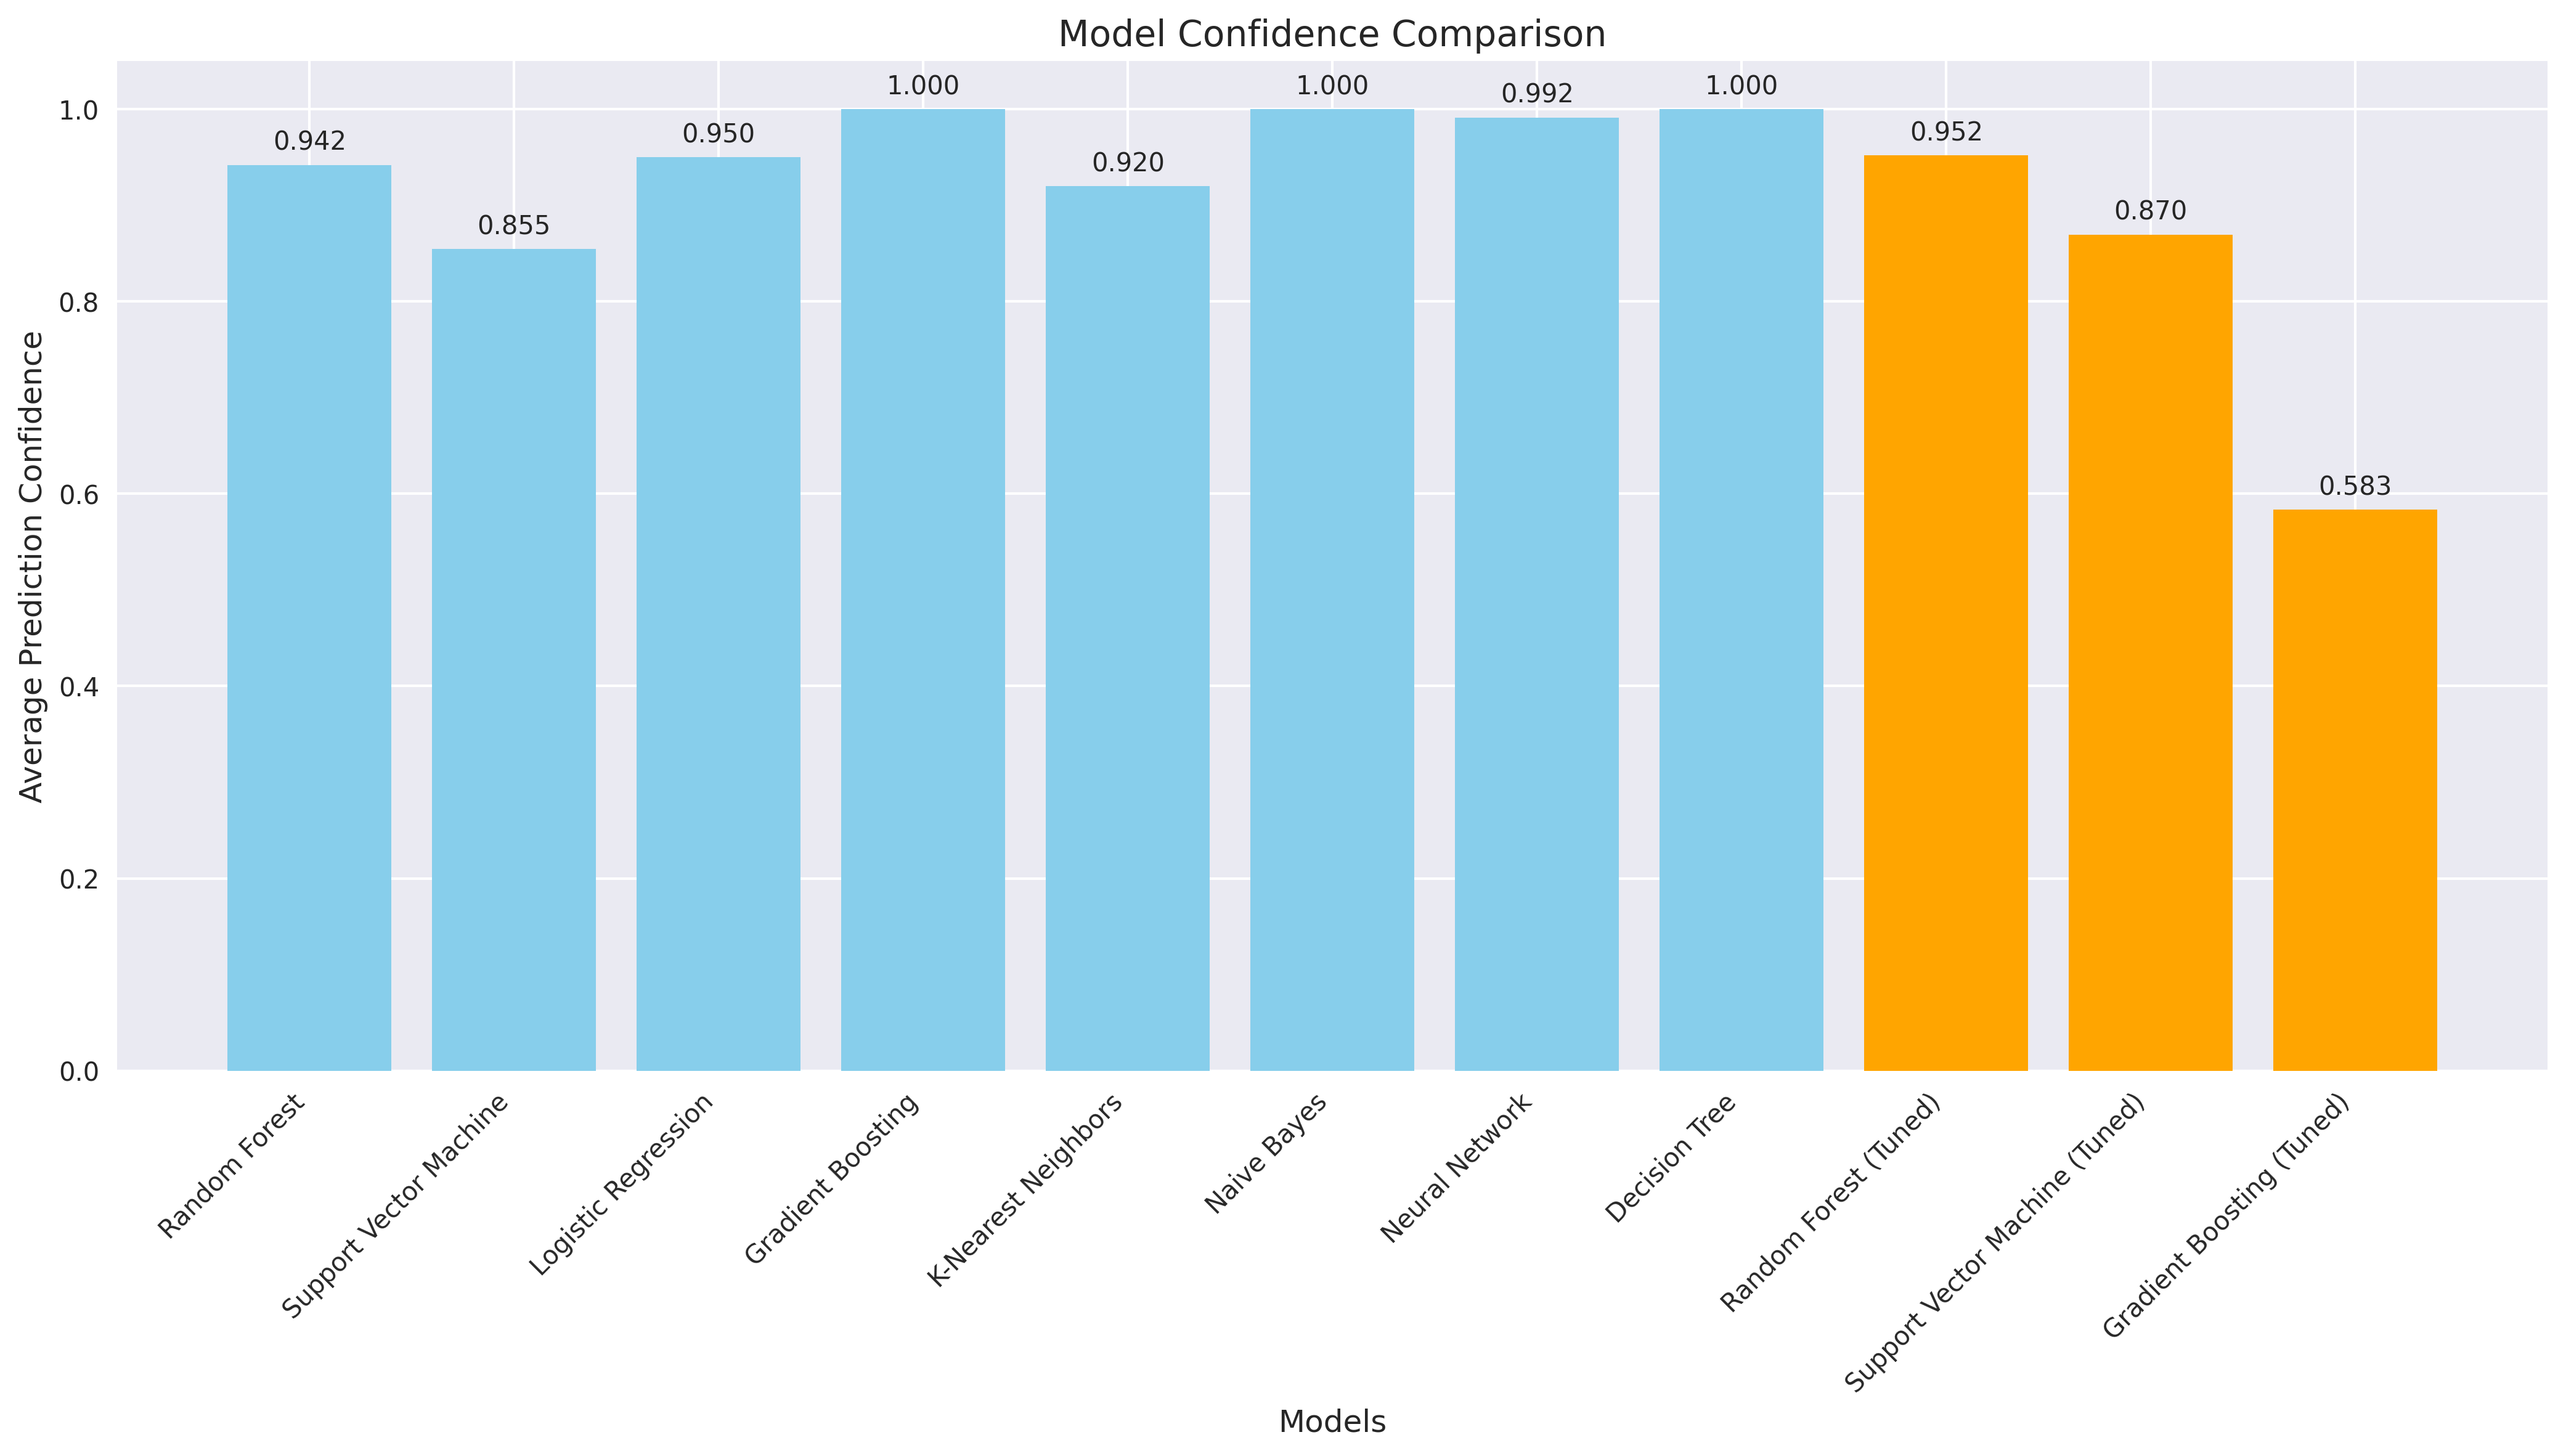 Model Confidence Comparison
1.000
1.000
0.992
1.000
0.942
0.950
0.952
0.920
0.870
0.855
0.583
Average Prediction Confidence
1.0
0.8
0.6
0.4
0.2
0.0
Random Forest
Support Vector Machine
Logistic Regression
Gradient Boosting
K-Nearest Neighbors
Naive Bayes
Neural Network
Decision Tree
Random Forest (Tuned)
Support Vector Machine (Tuned)
Gradient Boosting (Tuned)
Models